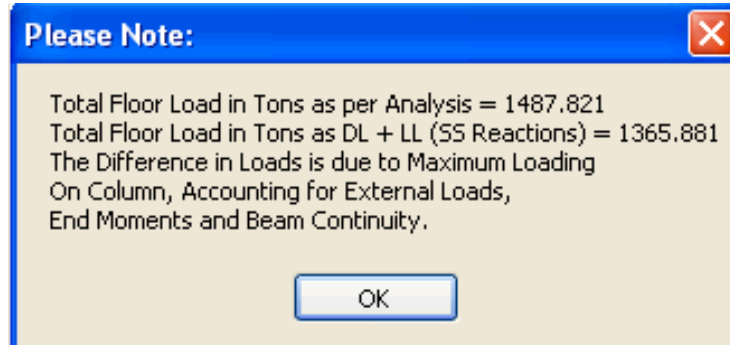 Please Note:
Total Floor Load in Tons as per Analysis = 1487.821
Total Floor Load in Tons as DL + LL (SS Reactions) = 1365.881
The Difference in Loads is due to Maximum Loading
On Column, Accounting for External Loads,
End Moments and Beam Continuity.
OK